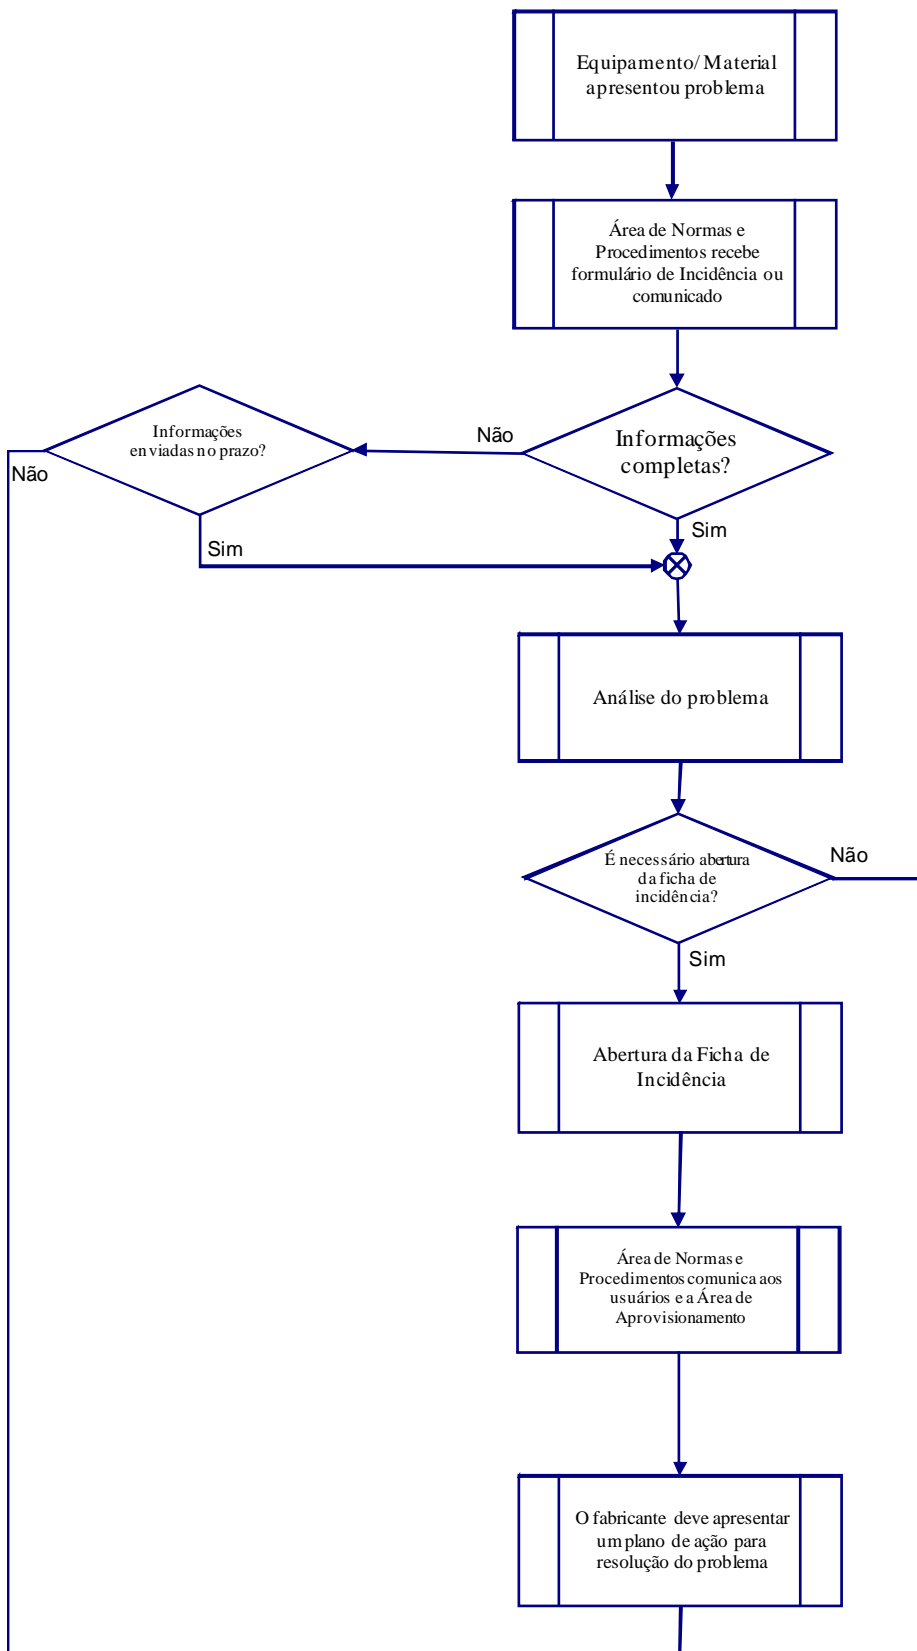 Equipamento/ Material
apresentou problema
Área de Normas e
Procedimentos recebe
formulário de Incidência ou
comunicado
Informações
enviadas no prazo?
Não
Informações
completas?
Não
Sim
Sim
Análise do problema
É necessário abertura
da ficha de
incidência?
Não
Sim
Abertura da Ficha de
Incidência
Área de Normas e
Procedimentos comunica aos
usuários e a Área de
Aprovisionamento
O fabricante deve apresentar
um plano de ação para
resolução do problema